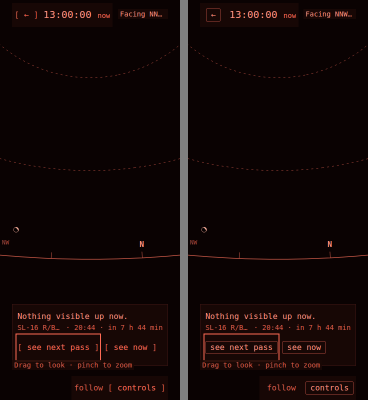 [ ← ] 13:00:00 now Facing NN…
NW
N
Nothing visible up now.
SL-16 R/B… · 20:44 · in 7 h 44 min
[ see next pass ] [ see now ]
Drag to look · pinch to zoom
follow [ controls ]
← 13:00:00 now Facing NNW…
NW
N
Nothing visible up now.
SL-16 R/B… · 20:44 · in 7 h 44 min
see next pass see now
Drag to look · pinch to zoom
follow controls